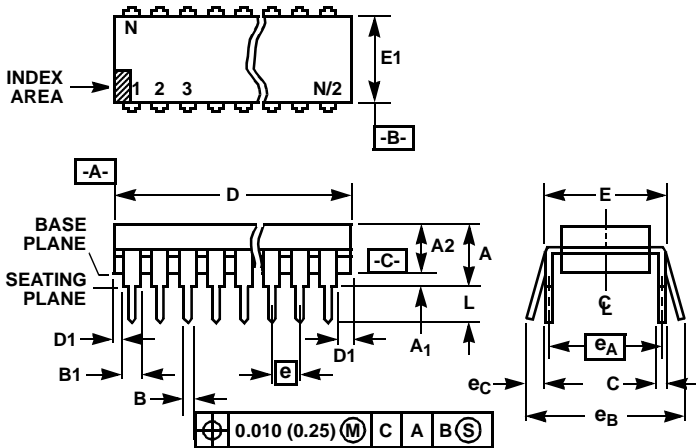 N
E1
INDEX
AREA
1 2 3 N/2
-B-
-A-
D
E
BASE
PLANE
A2
A
-C-
SEATING
PLANE
L
℄
D1
D1
A1
eA
B1
e
eC
C
B
eB
0.010 (0.25) Ⓜ C A B Ⓢ